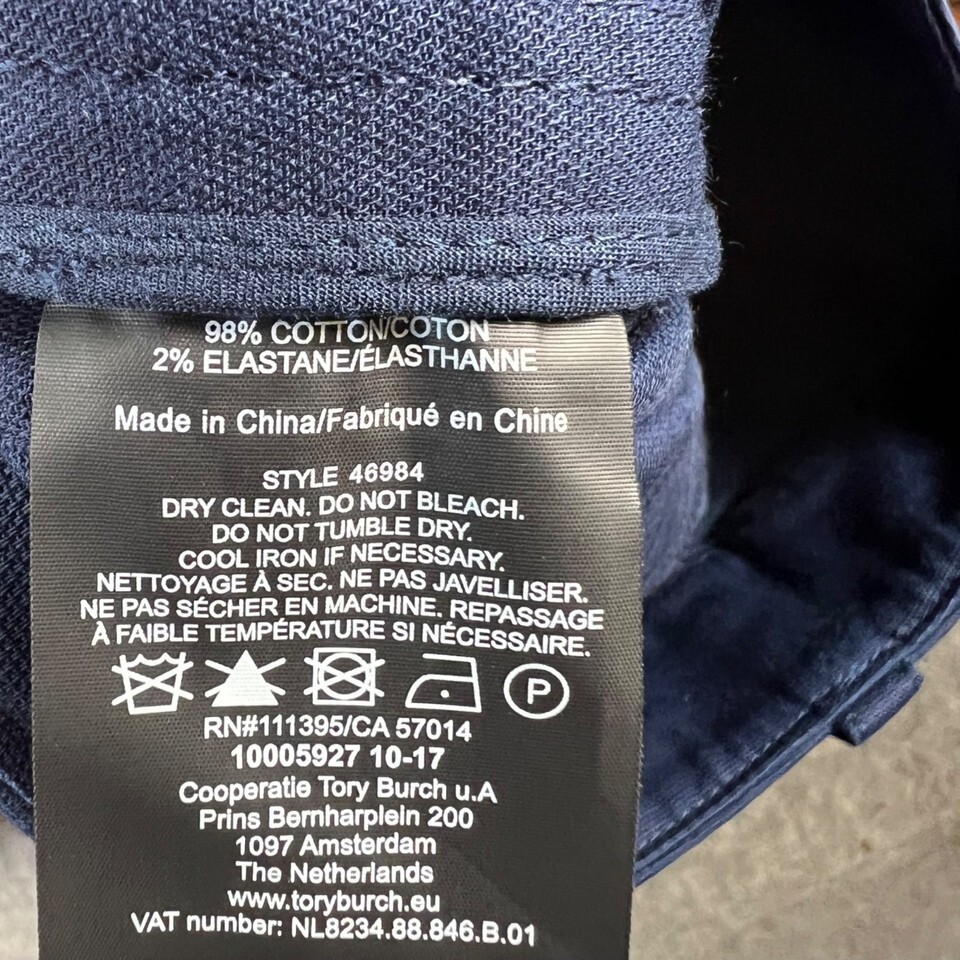 98% COTTON/COTON
2% ELASTANE/ÉLASTHANNE
Made in China/Fabriqué en Chine
STYLE 46984
DRY CLEAN. DO NOT BLEACH.
DO NOT TUMBLE DRY.
COOL IRON IF NECESSARY.
NETTOYAGE À SEC. NE PAS JAVELLISER.
NE PAS SÉCHER EN MACHINE. REPASSAGE
À FAIBLE TEMPÉRATURE SI NÉCESSAIRE.
P
RN#111395/CA 57014
10005927 10-17
Cooperatie Tory Burch u.A
Prins Bernharplein 200
1097 Amsterdam
The Netherlands
www.toryburch.eu
VAT number: NL8234.88.846.B.01